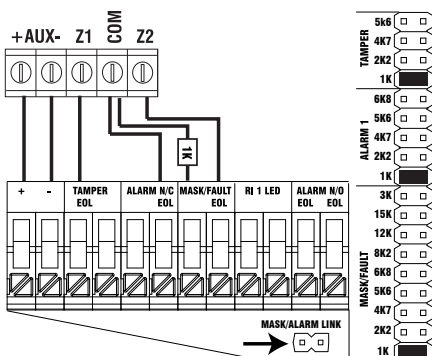 +AUX- Z1 COM Z2
1K
+ - TAMPER EOL ALARM N/C EOL MASK/FAULT EOL RJ 1 LED ALARM N/O EOL EOL
MASK/ALARM LINK
TAMPER
5k6
4K7
2K2
1K
ALARM 1
6K8
5K6
4K7
2K2
1K
MASK/FAULT
3K
15K
12K
8K2
6K8
5K6
4K7
2K2
1K